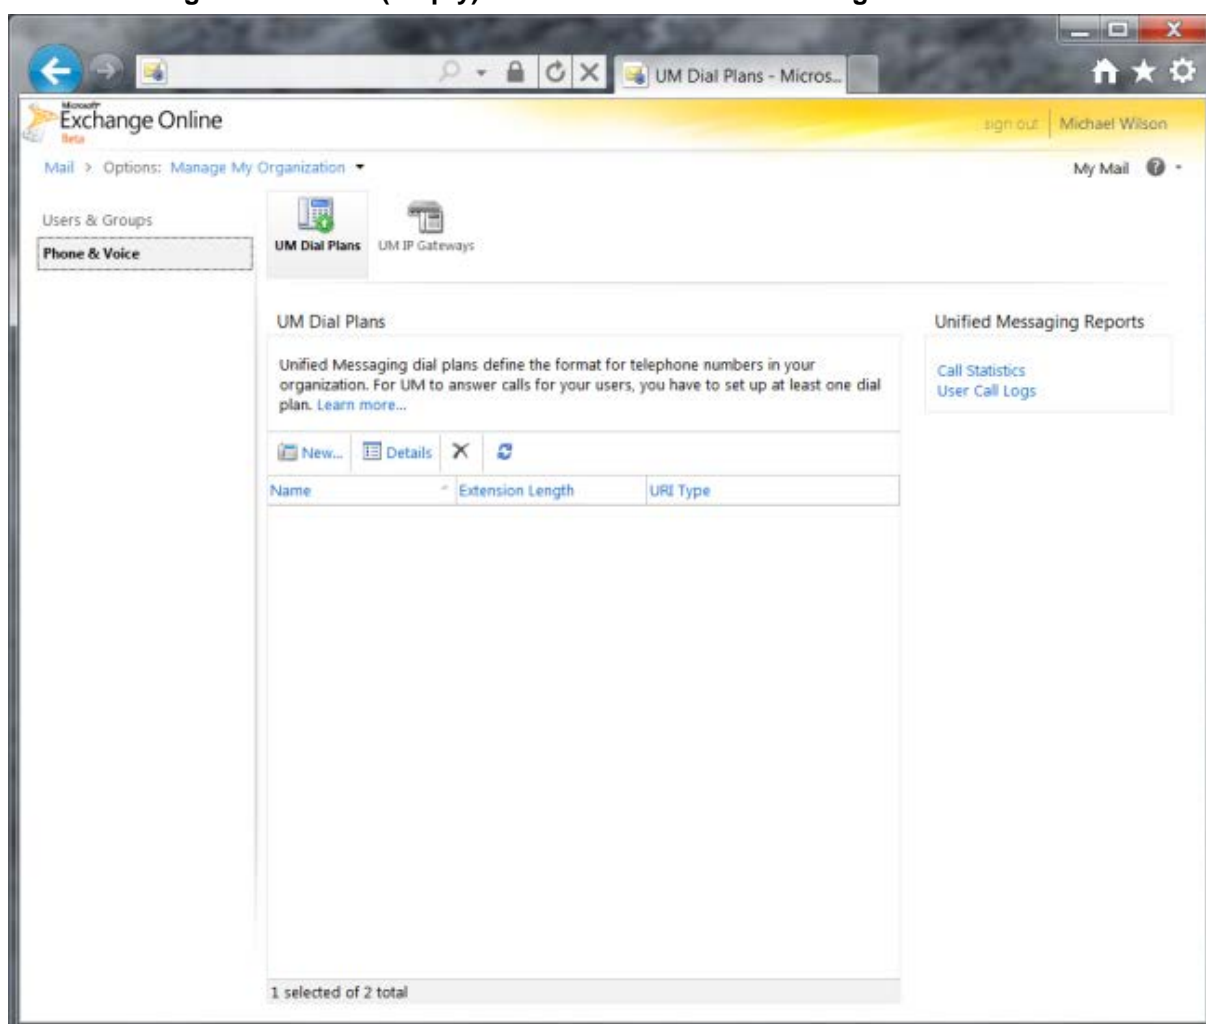 (empty)
UM Dial Plans - Micros...
Microsoft
Exchange Online
Beta
sign out Michael Wilson
Mail > Options: Manage My Organization
My Mail
Users & Groups
Phone & Voice
UM Dial Plans UM IP Gateways
UM Dial Plans
Unified Messaging dial plans define the format for telephone numbers in your
organization. For UM to answer calls for your users, you have to set up at least one dial
plan. Learn more...
New... Details
Name Extension Length URI Type
1 selected of 2 total
Unified Messaging Reports
Call Statistics
User Call Logs